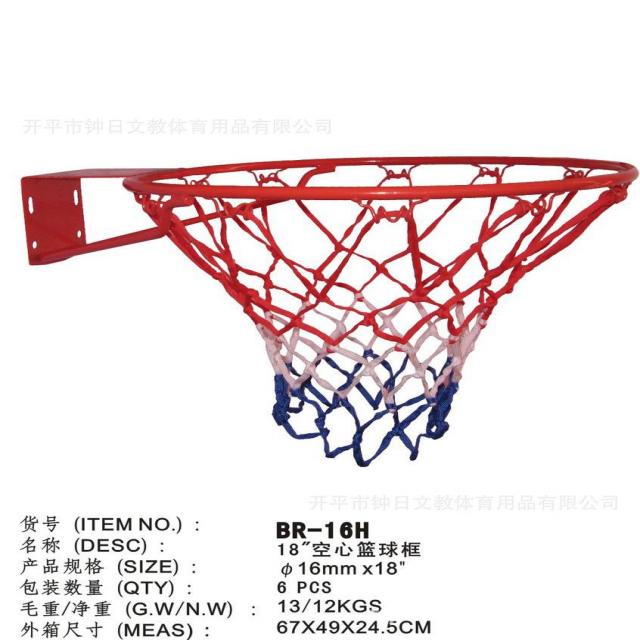 开平市钟日文教体育用品有限公司
开平市钟日文教体育用品有限公司
货号 (ITEM NO.) : BR-16H
名称 (DESC) : 18"空心篮球框
产品规格 (SIZE) : φ16mm x18"
包装数量 (QTY) : 6 PCS
毛重/净重 (G.W/N.W) : 13/12KGS
外箱尺寸 (MEAS) : 67X49X24.5CM